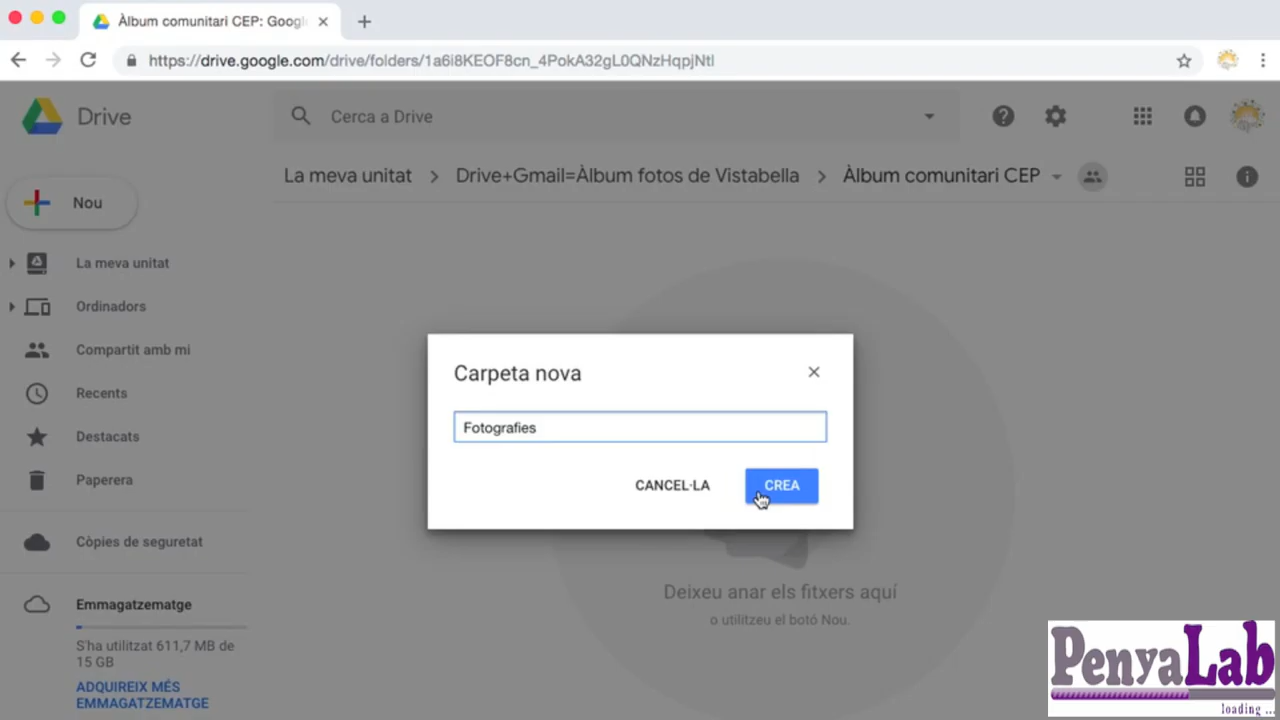 Àlbum comunitari CEP: Googl
https://drive.google.com/drive/folders/1a6i8KEOF8cn_4PokA32gL0QNzHqpjNtl
Drive
Cerca a Drive
La meva unitat > Drive+Gmail=Àlbum fotos de Vistabella > Àlbum comunitari CEP
Nou
La meva unitat
Ordinadors
Compartit amb mi
Recents
Destacats
Paperera
Còpies de seguretat
Emmagatzematge
S'ha utilitzat 611,7 MB de
15 GB
ADQUIREIX MÉS
EMMAGATZEMATGE
Carpeta nova
Fotografies
CANCEL·LA
CREA
Deixeu anar els fitxers aquí
o utilitzeu el botó Nou.
PenyaLab
loading ...